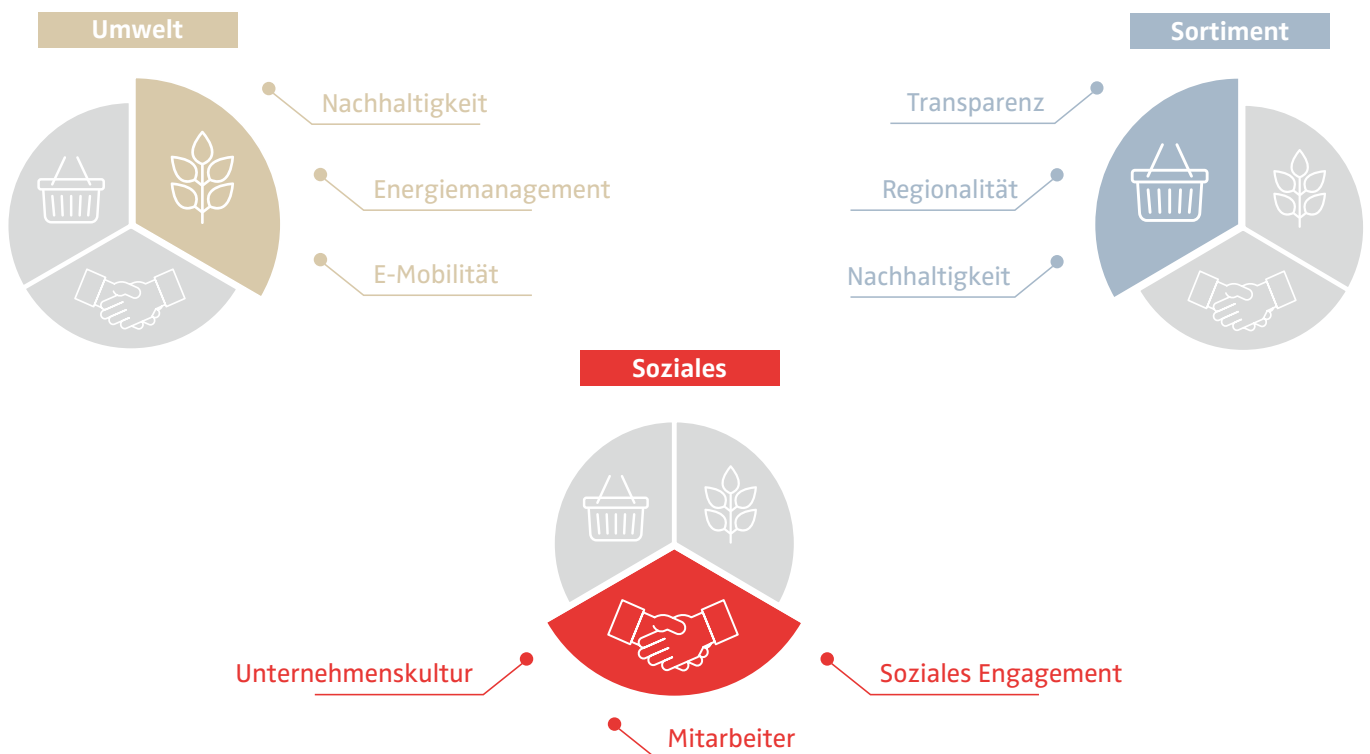 Umwelt
Nachhaltigkeit
Energiemanagement
E-Mobilität
Sortiment
Transparenz
Regionalität
Nachhaltigkeit
Soziales
Unternehmenskultur
Soziales Engagement
Mitarbeiter